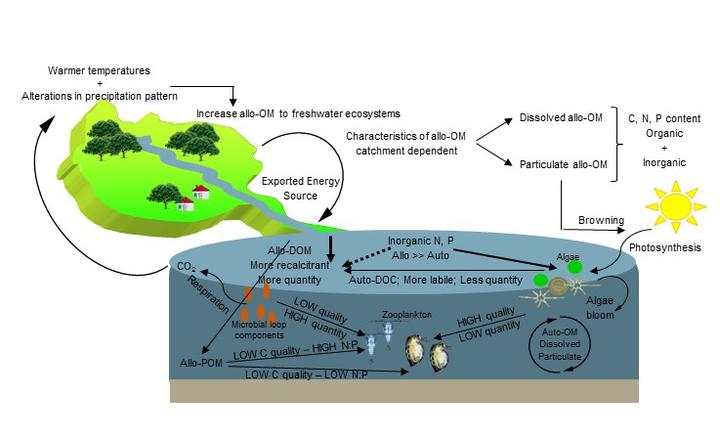 Warmer temperatures
+
Alterations in precipitation pattern
Increase allo-OM to freshwater ecosystems
Characteristics of allo-OM
catchment dependent
Dissolved allo-OM
Particulate allo-OM
C, N, P content
Organic
+
Inorganic
Exported Energy
Source
Browning
Photosynthesis
Allo-DOM
More recalcitrant
More quantity
Inorganic N, P
Allo >> Auto
Auto-DOC; More labile; Less quantity
Algae
Algae
bloom
CO2
Respiration
Microbial loop
components
LOW quality
HIGH quantity
Zooplankton
HIGH quality
LOW quantity
Auto-OM
Dissolved
Particulate
Allo-POM
LOW C quality – HIGH N:P
LOW C quality – LOW N:P